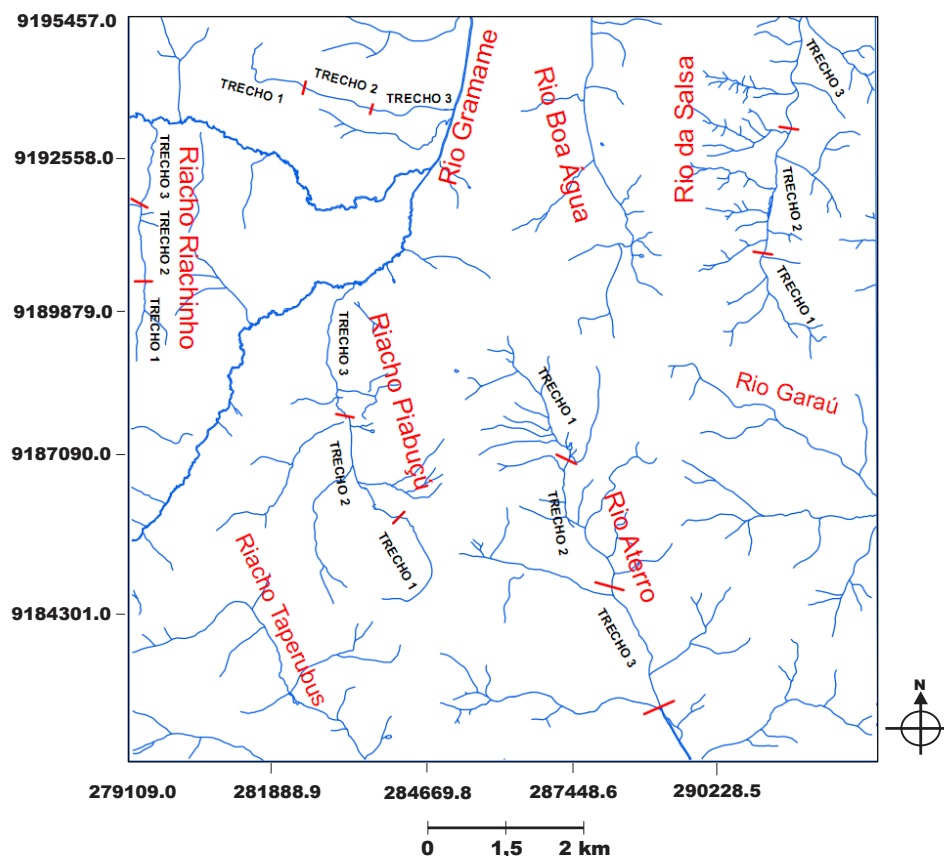 9195457.0
9192558.0
9189879.0
9187090.0
9184301.0
TRECHO 1
TRECHO 2
TRECHO 3
Rio Gramame
Rio Boa Água
Rio da Salsa
TRECHO 3
TRECHO 2
TRECHO 1
TRECHO 3
TRECHO 2
TRECHO 1
Riacho Riachinho
TRECHO 3
TRECHO 2
TRECHO 1
Riacho Piabuçú
Rio Garaú
TRECHO 1
TRECHO 2
TRECHO 3
Rio Aterro
Riacho Taperubus
N
279109.0
281888.9
284669.8
287448.6
290228.5
0
1,5
2 km